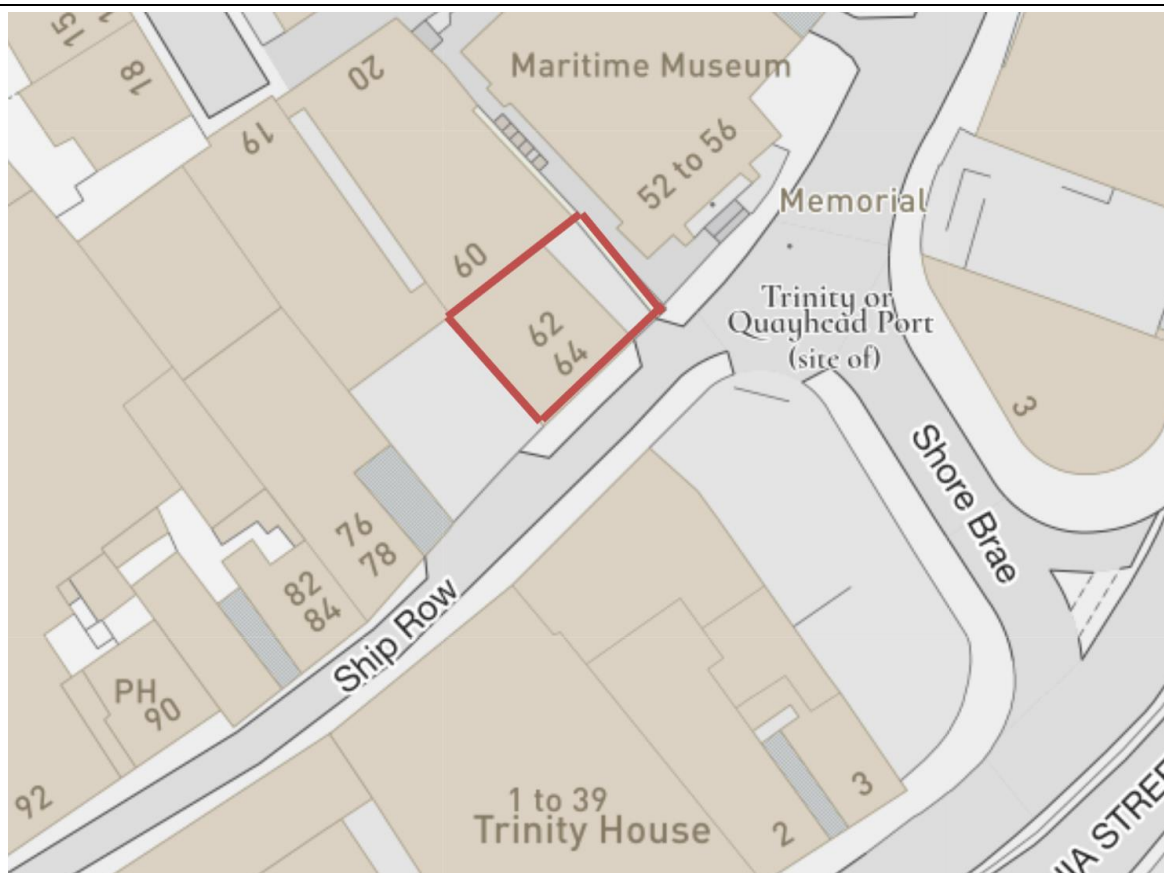 15
18
20
19
Maritime Museum
52 to 56
Memorial
60
62
64
Trinity or
Quayhead Port
(site of)
3
Shore Brae
76
78
82
84
Ship Row
PH
90
92
1 to 39
Trinity House
3
2